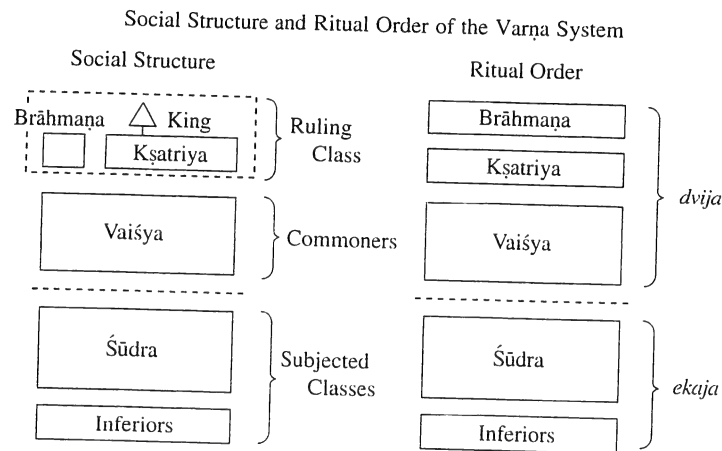 Social Structure and Ritual Order of the Varṇa System
Social Structure
Brāhmaṇa
King
Kṣatriya
Ruling
Class
Vaiśya
Commoners
Śūdra
Subjected
Classes
Inferiors
Ritual Order
Brāhmaṇa
Kṣatriya
Vaiśya
dvija
Śūdra
ekaja
Inferiors